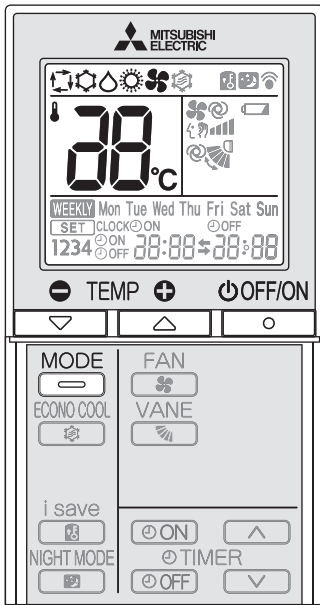 MITSUBISHI
ELECTRIC
88°C
WEEKLY Mon Tue Wed Thu Fri Sat Sun
SET CLOCK ON OFF
1234 ON OFF 88:88 88:88
TEMP OFF/ON
MODE FAN
ECONO COOL VANE
i save
ON
NIGHT MODE TIMER
OFF